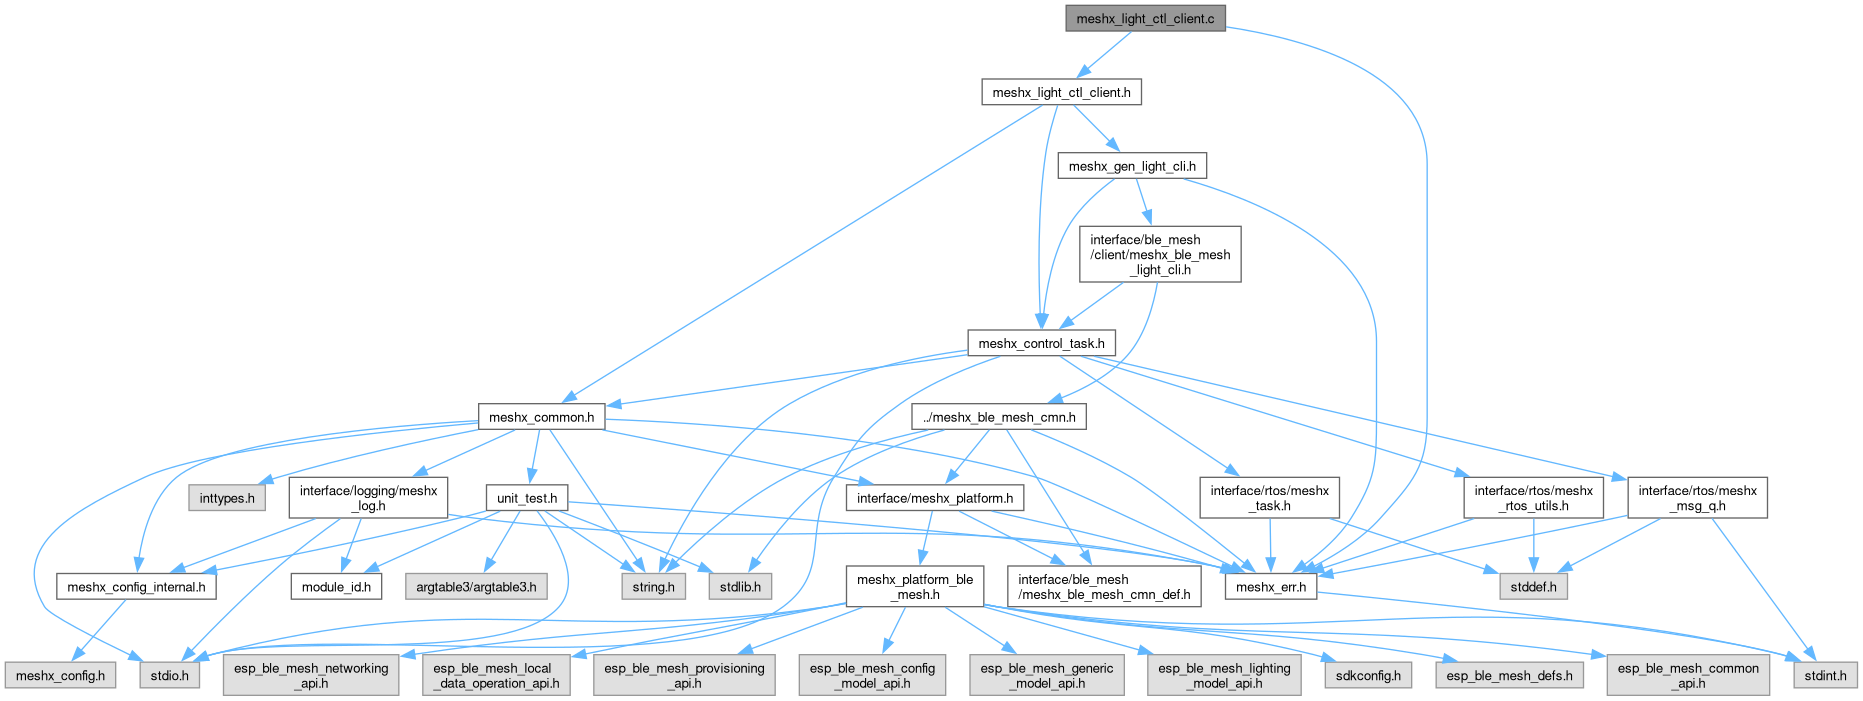 meshx_light_ctl_client.c
meshx_light_ctl_client.h
meshx_gen_light_cli.h
interface/ble_mesh
/client/meshx_ble_mesh
_light_cli.h
meshx_control_task.h
meshx_common.h
../meshx_ble_mesh_cmn.h
inttypes.h
interface/logging/meshx
_log.h
unit_test.h
interface/meshx_platform.h
interface/rtos/meshx
_task.h
interface/rtos/meshx
_rtos_utils.h
interface/rtos/meshx
_msg_q.h
meshx_config_internal.h
module_id.h
argtable3/argtable3.h
string.h
stdlib.h
meshx_platform_ble
_mesh.h
interface/ble_mesh
/meshx_ble_mesh_cmn_def.h
meshx_err.h
stddef.h
meshx_config.h
stdio.h
esp_ble_mesh_networking
_api.h
esp_ble_mesh_local
_data_operation_api.h
esp_ble_mesh_provisioning
_api.h
esp_ble_mesh_config
_model_api.h
esp_ble_mesh_generic
_model_api.h
esp_ble_mesh_lighting
_model_api.h
sdkconfig.h
esp_ble_mesh_defs.h
esp_ble_mesh_common
_api.h
stdint.h